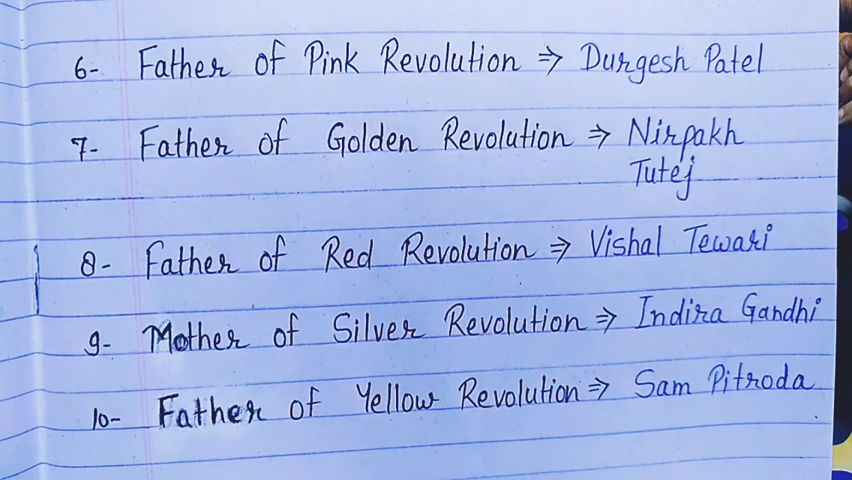 6- Father of Pink Revolution ⇒ Durgesh Patel
7- Father of Golden Revolution ⇒ Nirpakh
Tutej
8- Father of Red Revolution ⇒ Vishal Tewari
9- Mother of Silver Revolution ⇒ Indira Gandhi
10- Father of Yellow Revolution ⇒ Sam Pitroda